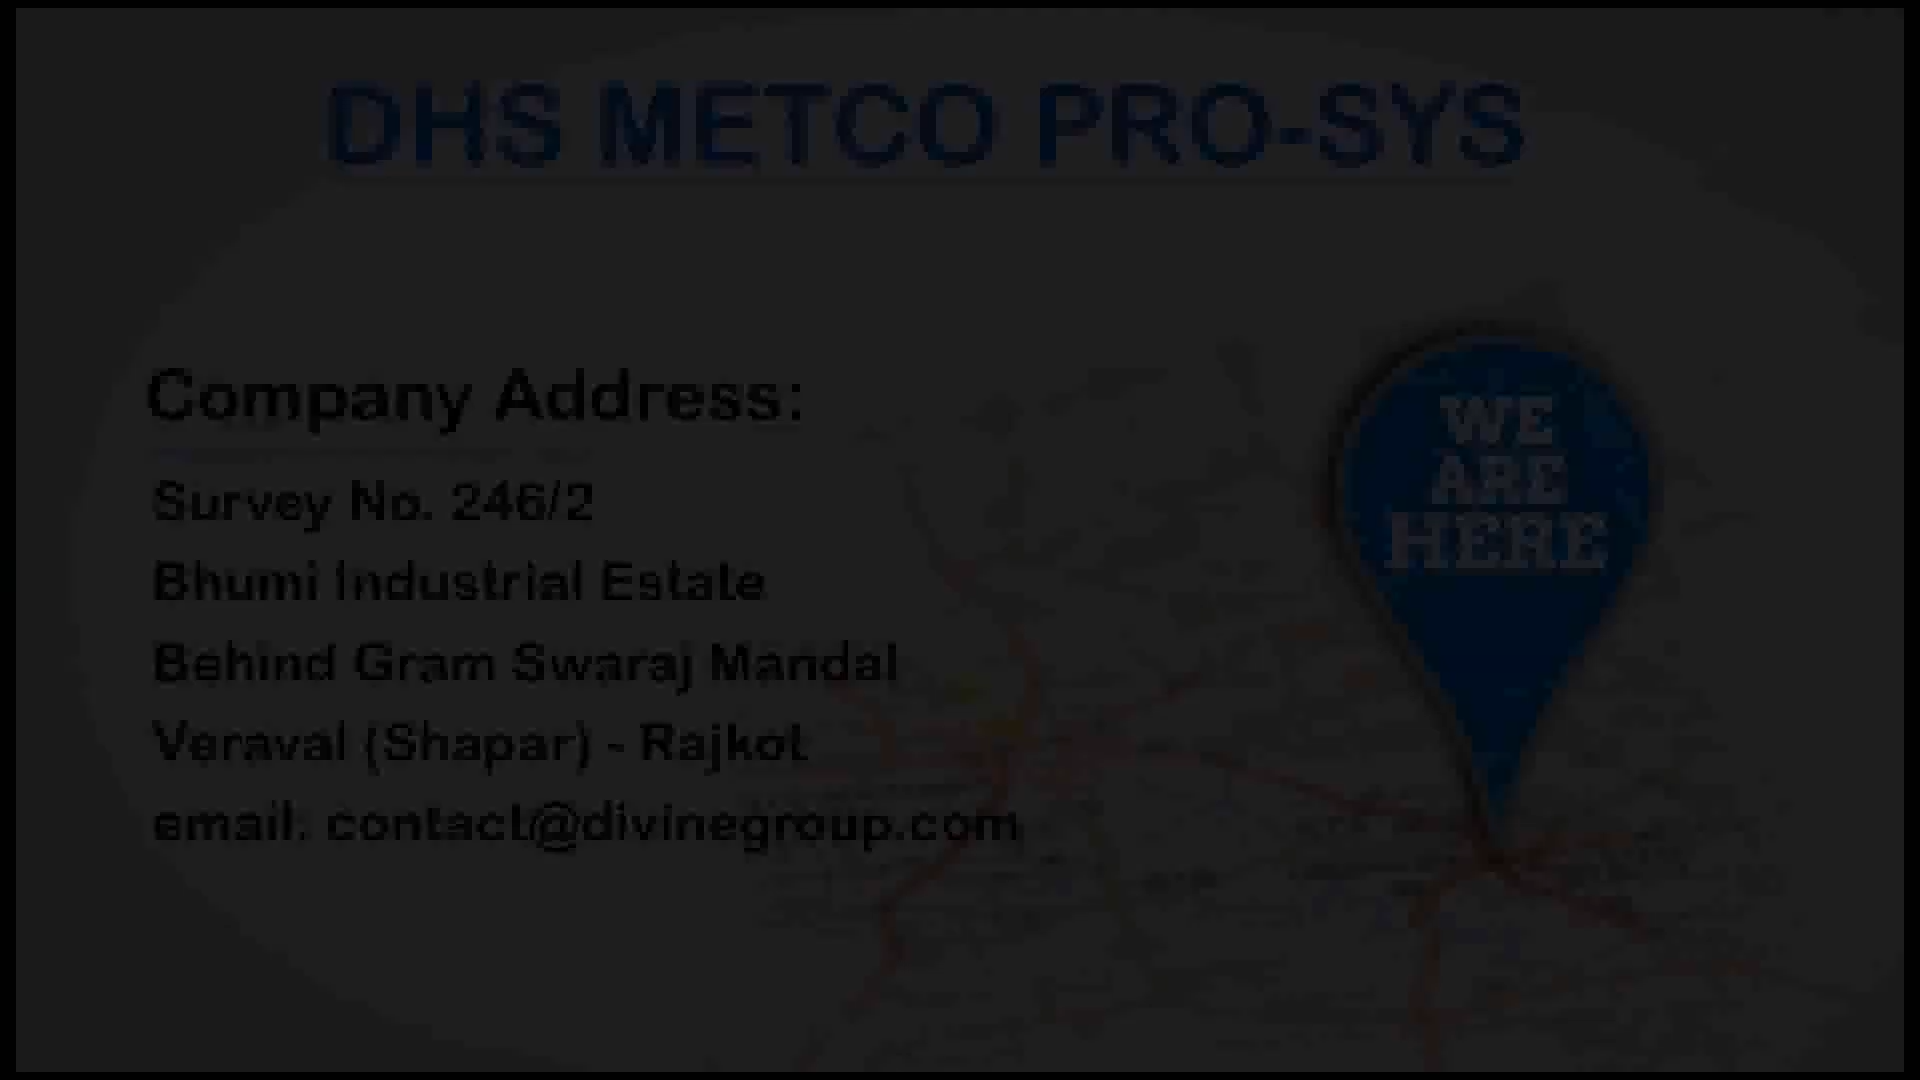 DHS METCO PRO-SYS
Company Address:
Survey No. 246/2
Bhumi Industrial Estate
Behind Gram Swaraj Mandal
Veraval (Shapar) - Rajkot
email: contact@divinegroup.com
WE
ARE
HERE